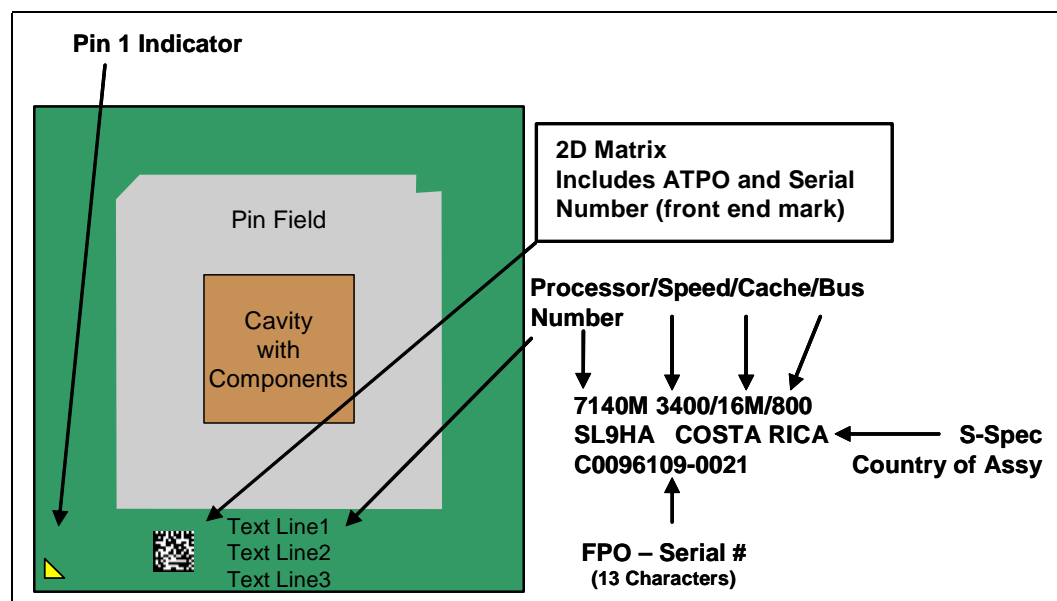 Pin 1 Indicator
2D Matrix
Includes ATPO and Serial
Number (front end mark)
Pin Field
Cavity
with
Components
Processor/Speed/Cache/Bus
Number
7140M 3400/16M/800
SL9HA COSTA RICA
C0096109-0021
S-Spec
Country of Assy
Text Line1
Text Line2
Text Line3
FPO – Serial #
(13 Characters)